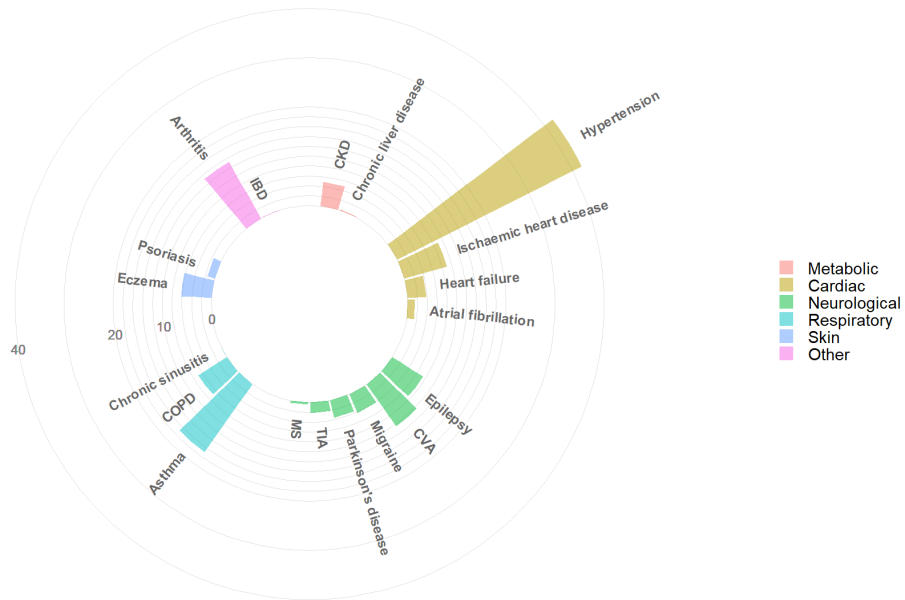 Hypertension
Chronic liver disease
CKD
Arthritis
IBD
Ischaemic heart disease
Psoriasis
Eczema
Heart failure
Atrial fibrillation
0
10
20
40
Chronic sinusitis
COPD
Asthma
MS
TIA
Parkinson's disease
Migraine
CVA
Epilepsy
Metabolic
Cardiac
Neurological
Respiratory
Skin
Other